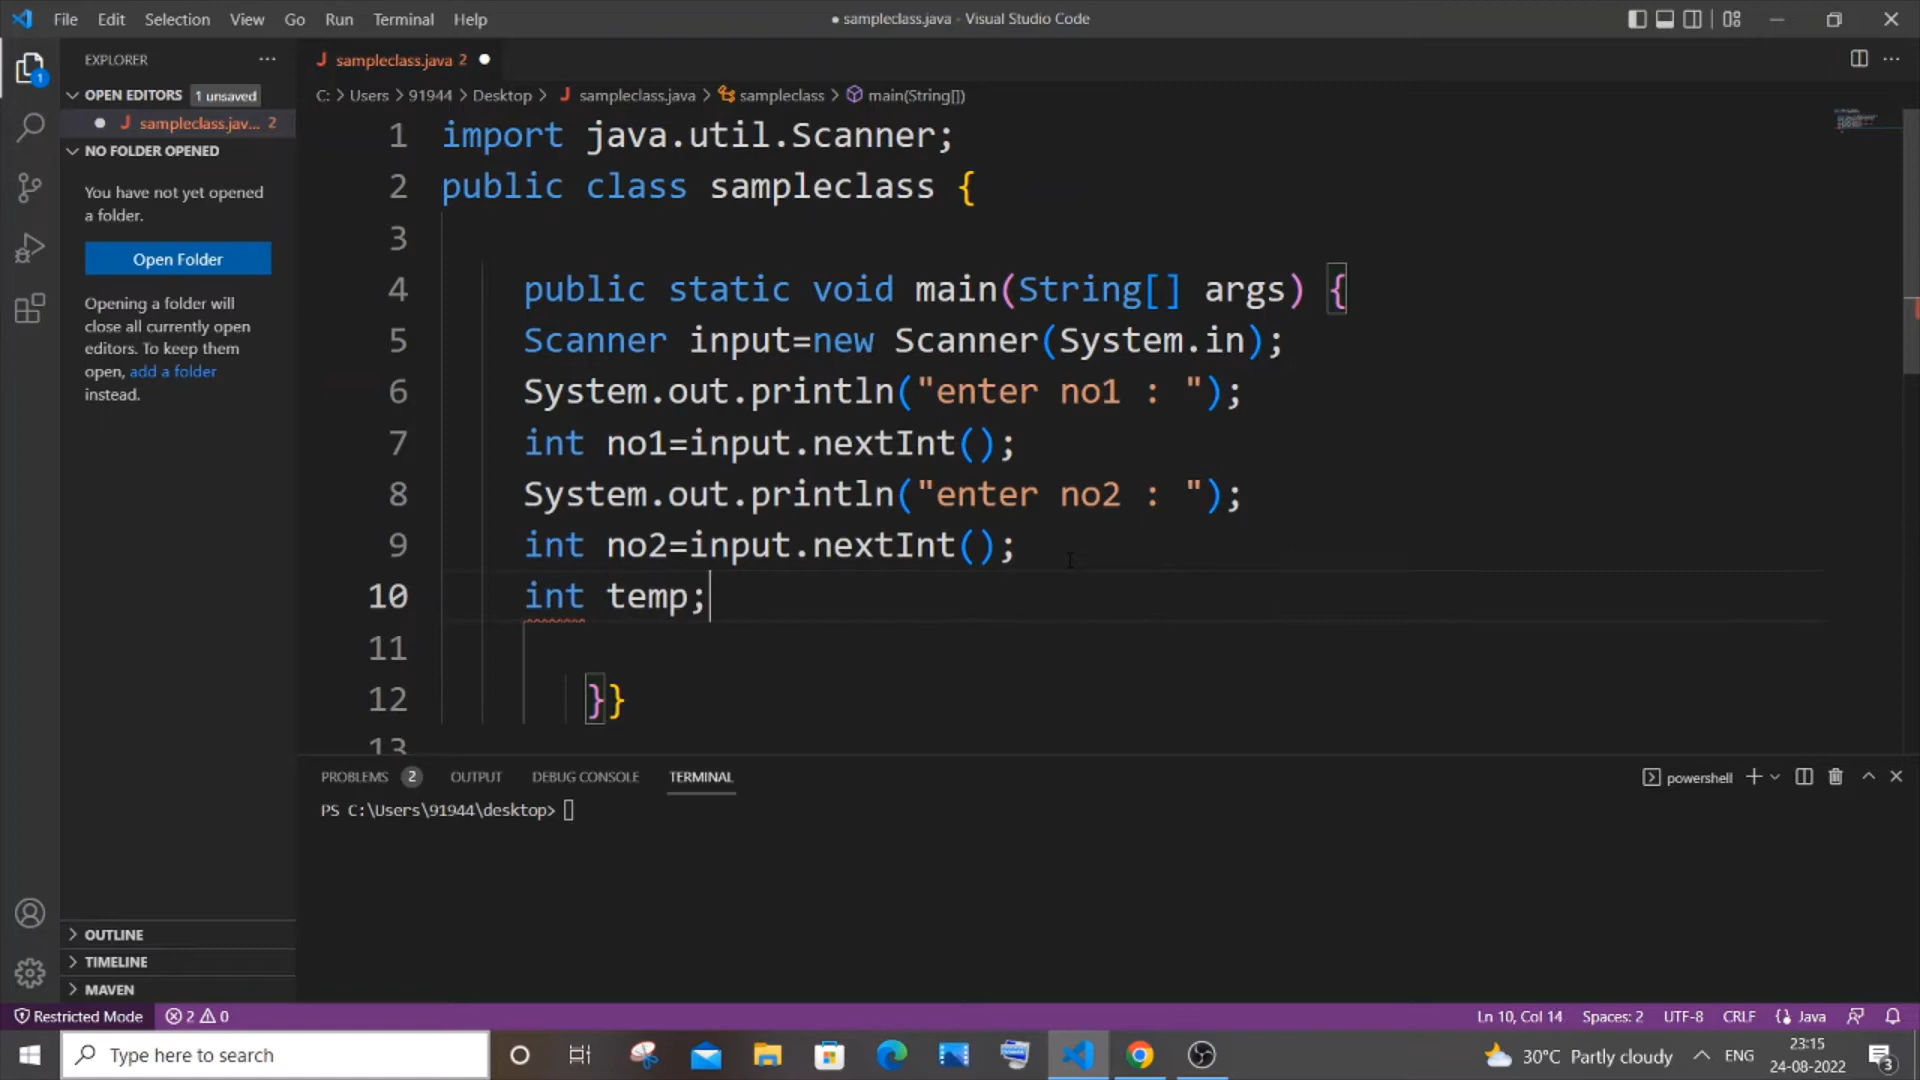 File Edit Selection View Go Run Terminal Help
● sampleclass.java - Visual Studio Code
EXPLORER
OPEN EDITORS 1 unsaved
J sampleclass.jav... 2
NO FOLDER OPENED
You have not yet opened
a folder.
Open Folder
Opening a folder will
close all currently open
editors. To keep them
open, add a folder
instead.
OUTLINE
TIMELINE
MAVEN
J sampleclass.java 2
C: > Users > 91944 > Desktop > J sampleclass.java > sampleclass > main(String[])
1 import java.util.Scanner;
2 public class sampleclass {
3
4 public static void main(String[] args) {
5 Scanner input=new Scanner(System.in);
6 System.out.println("enter no1 : ");
7 int no1=input.nextInt();
8 System.out.println("enter no2 : ");
9 int no2=input.nextInt();
10 int temp;
11
12 }}
13
PROBLEMS 2 OUTPUT DEBUG CONSOLE TERMINAL
powershell
PS C:\Users\91944\desktop>
Restricted Mode 2 0
Ln 10, Col 14 Spaces: 2 UTF-8 CRLF Java
Type here to search
30°C Partly cloudy
ENG
23:15
24-08-2022
3
1